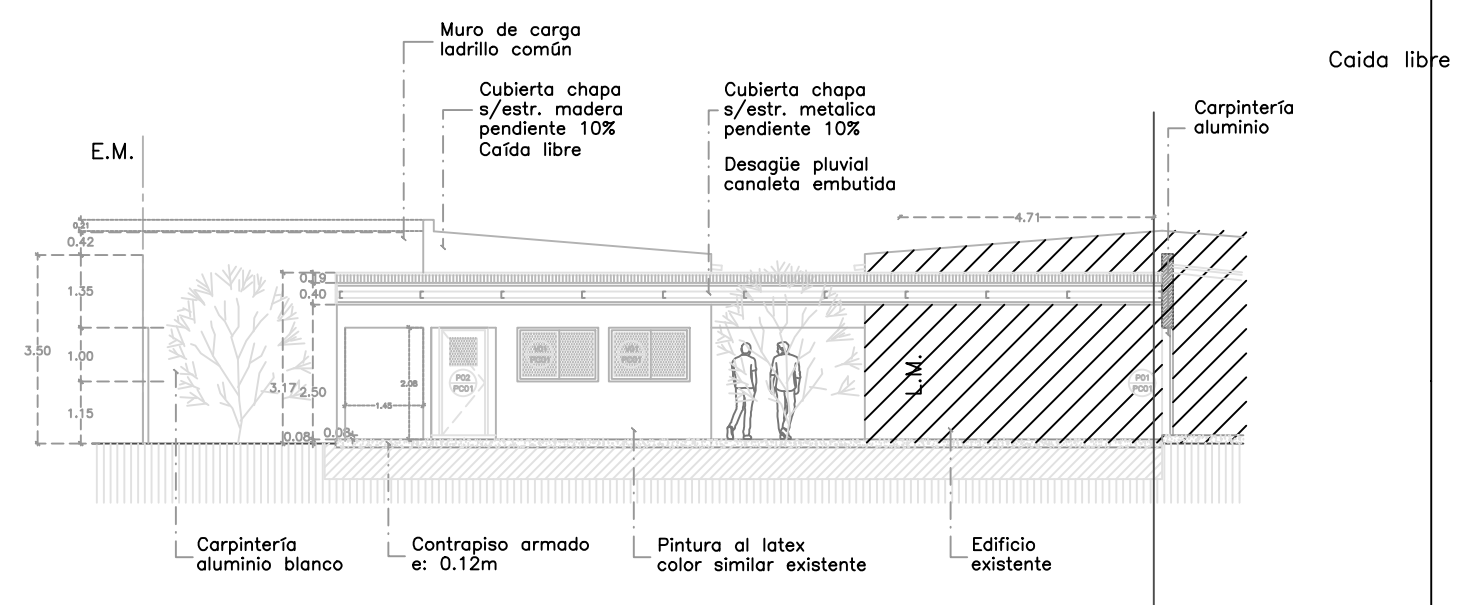 Muro de carga
ladrillo común
Caida libre
Cubierta chapa
s/estr. madera
pendiente 10%
Caída libre
Cubierta chapa
s/estr. metalica
pendiente 10%
Desagüe pluvial
canaleta embutida
Carpintería
aluminio
E.M.
0.21
0.42
4.71
0.19
0.40
1.35
3.50
1.00
V01
PC01
V01
PC01
L.M.
P02
PC01
P01
PC01
2.08
3.17
2.50
1.45
1.15
0.08
0.08
Carpintería
aluminio blanco
Contrapiso armado
e: 0.12m
Pintura al latex
color similar existente
Edificio
existente